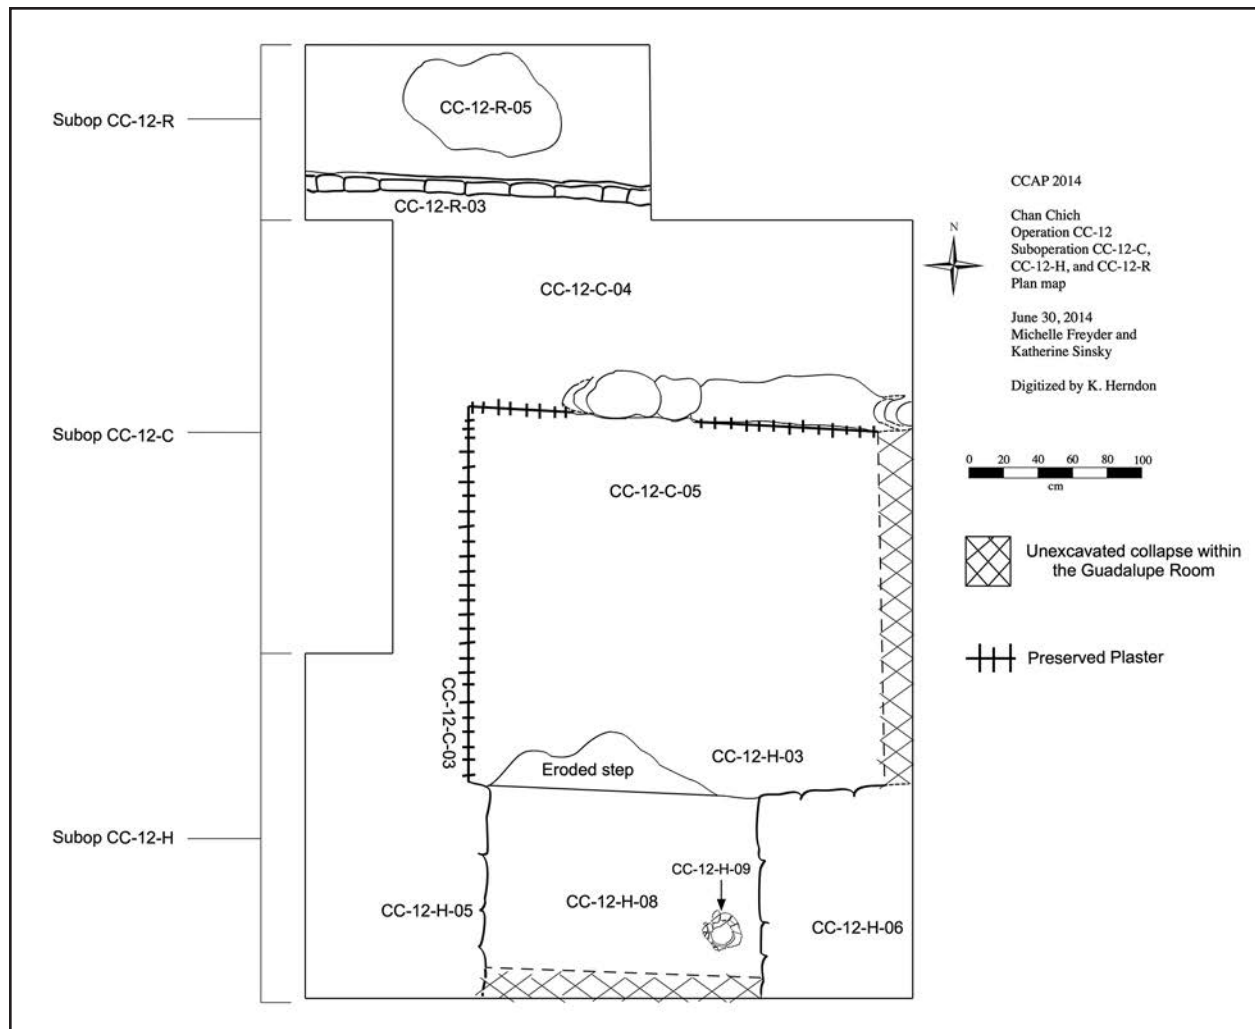 Subop CC-12-R
CC-12-R-05
CC-12-R-03
CCAP 2014
Chan Chich
Operation CC-12
Suboperation CC-12-C,
CC-12-H, and CC-12-R
Plan map
June 30, 2014
Michelle Freyder and
Katherine Sinsky
Digitized by K. Herndon
N
CC-12-C-04
Subop CC-12-C
CC-12-C-05
0 20 40 60 80 100
cm
Unexcavated collapse within
the Guadalupe Room
Preserved Plaster
CC-12-C-03
CC-12-H-03
Eroded step
Subop CC-12-H
CC-12-H-09
CC-12-H-05
CC-12-H-08
CC-12-H-06